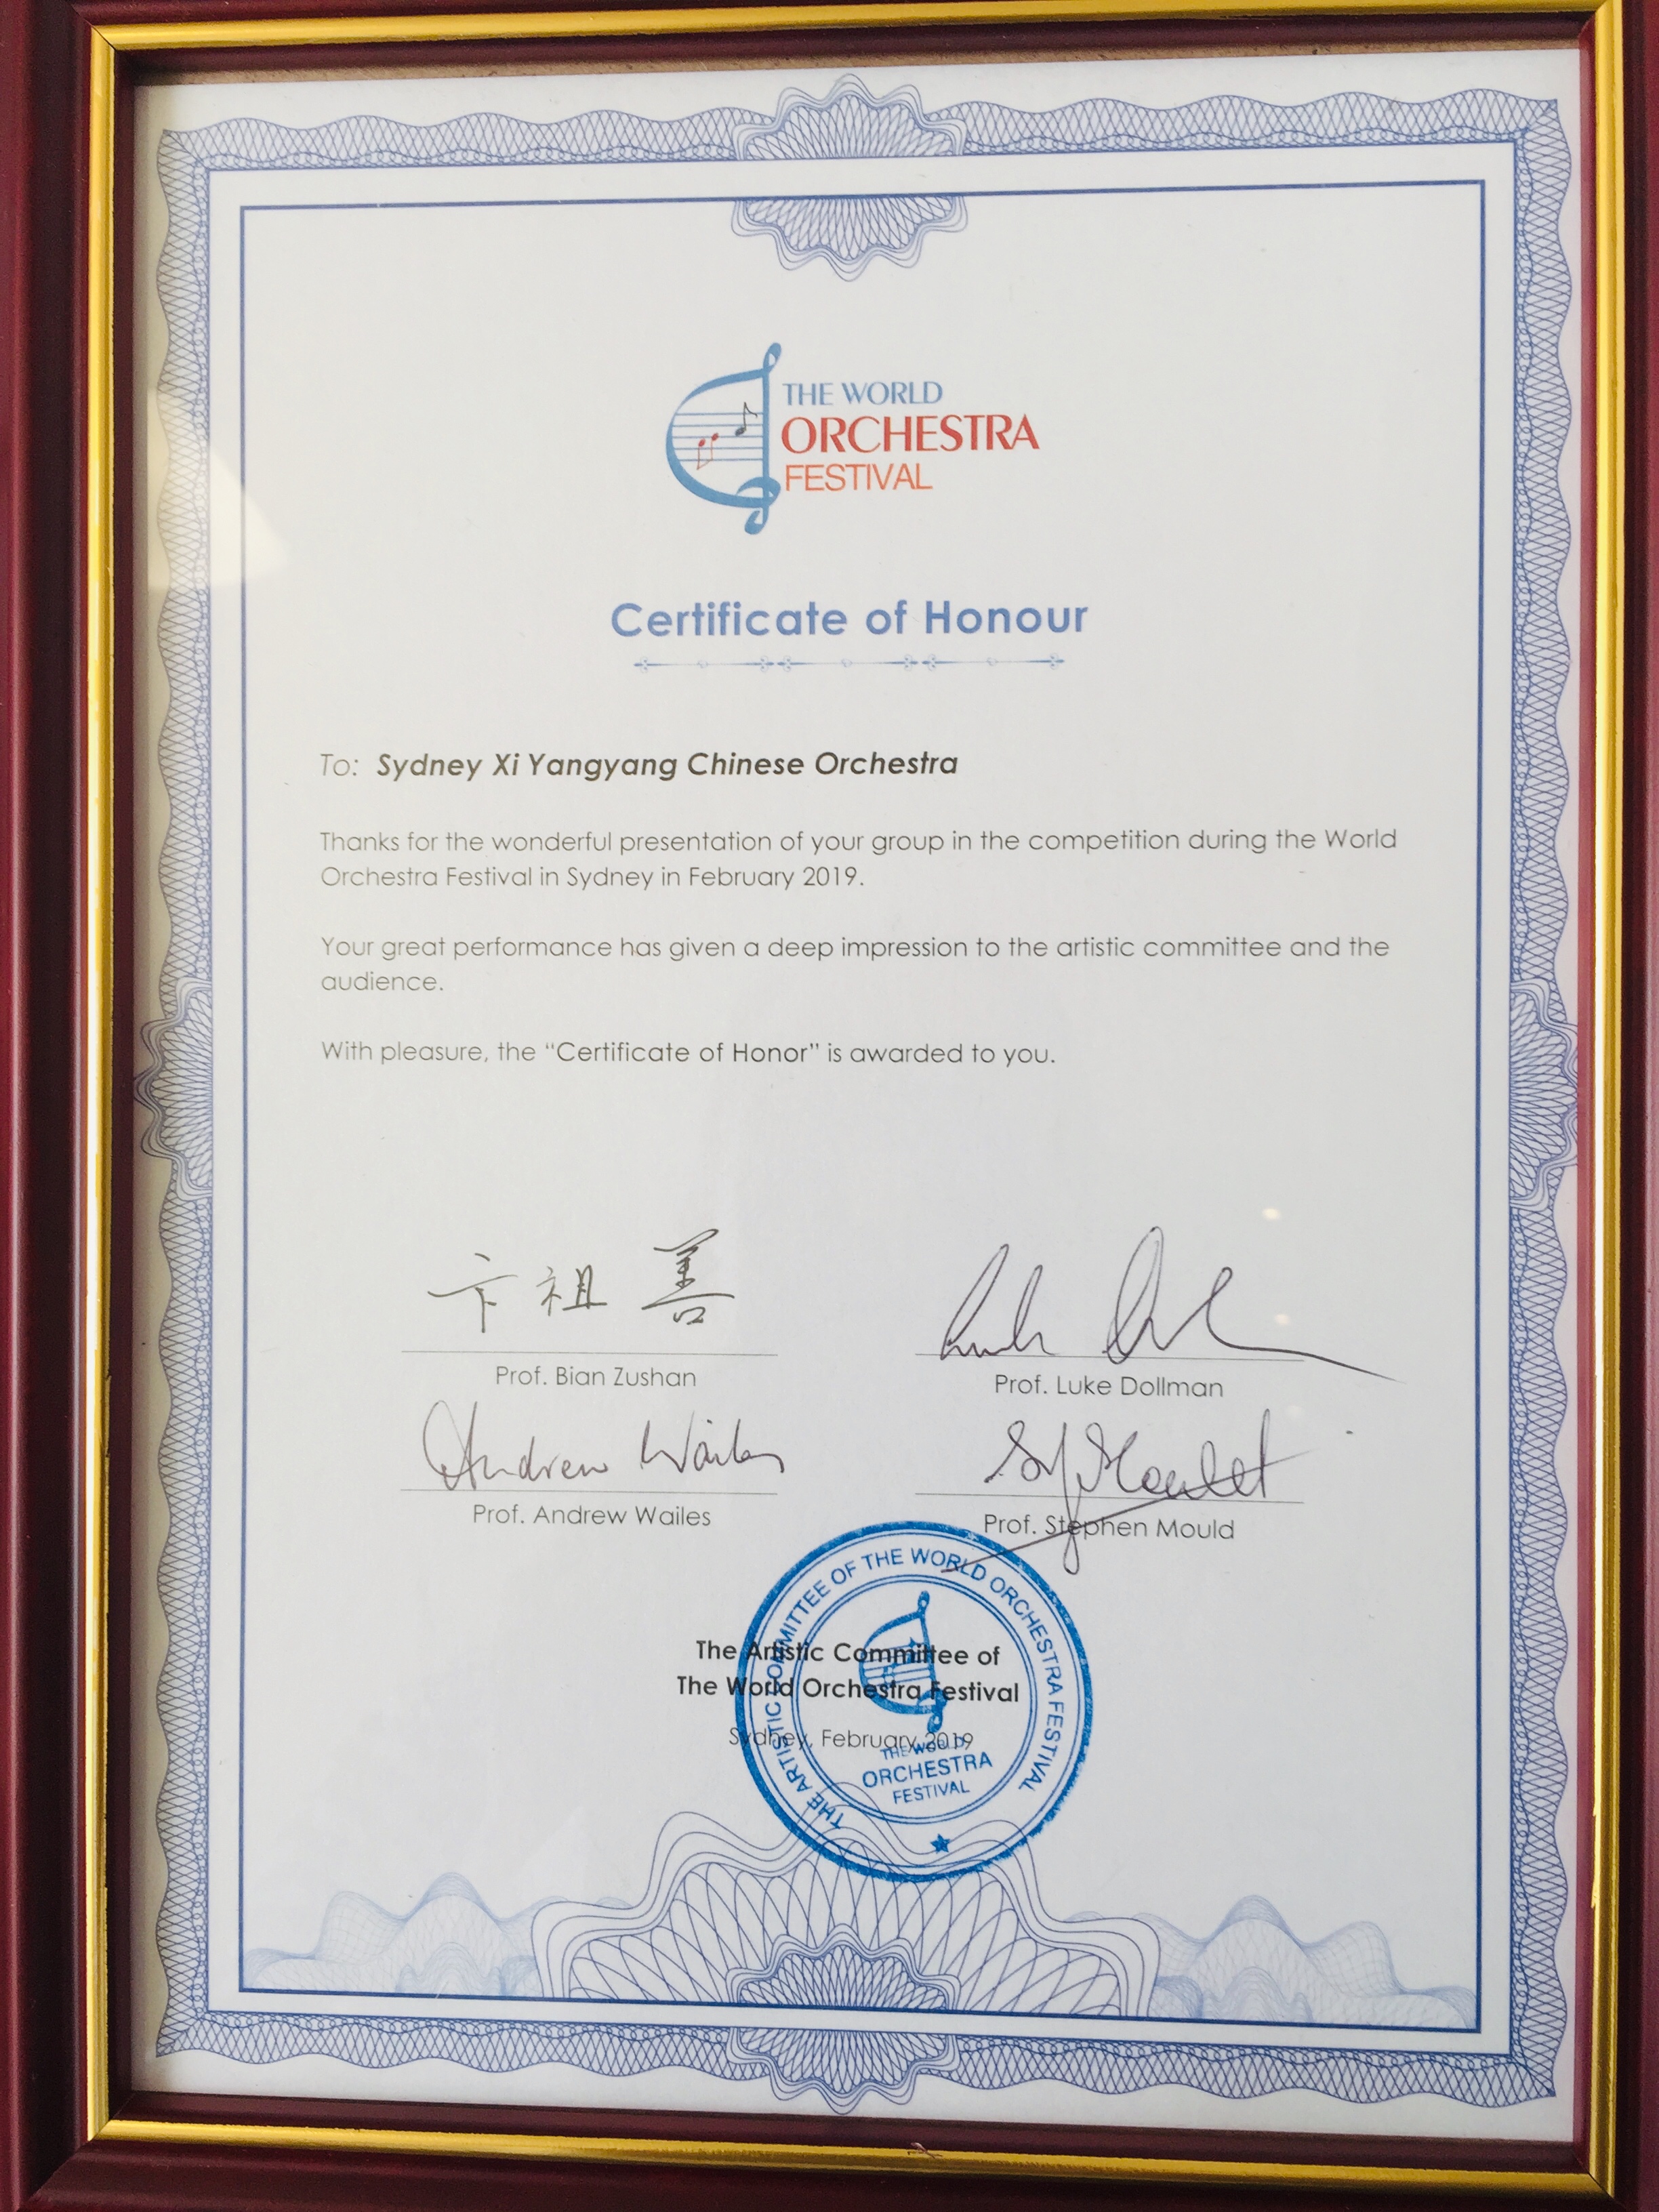 THE WORLD
ORCHESTRA
FESTIVAL
Certificate of Honour
To: Sydney Xi Yangyang Chinese Orchestra
Thanks for the wonderful presentation of your group in the competition during the World
Orchestra Festival in Sydney in February 2019.
Your great performance has given a deep impression to the artistic committee and the
audience.
With pleasure, the “Certificate of Honor” is awarded to you.
卞祖善
Prof. Bian Zushan
Prof. Luke Dollman
Andrew Wailes
Prof. Andrew Wailes
Prof. Stephen Mould
The Artistic Committee of
The World Orchestra Festival
Sydney, February 2019
THE ARTISTIC COMMITTEE OF THE WORLD ORCHESTRA FESTIVAL
THE WORLD
ORCHESTRA
FESTIVAL